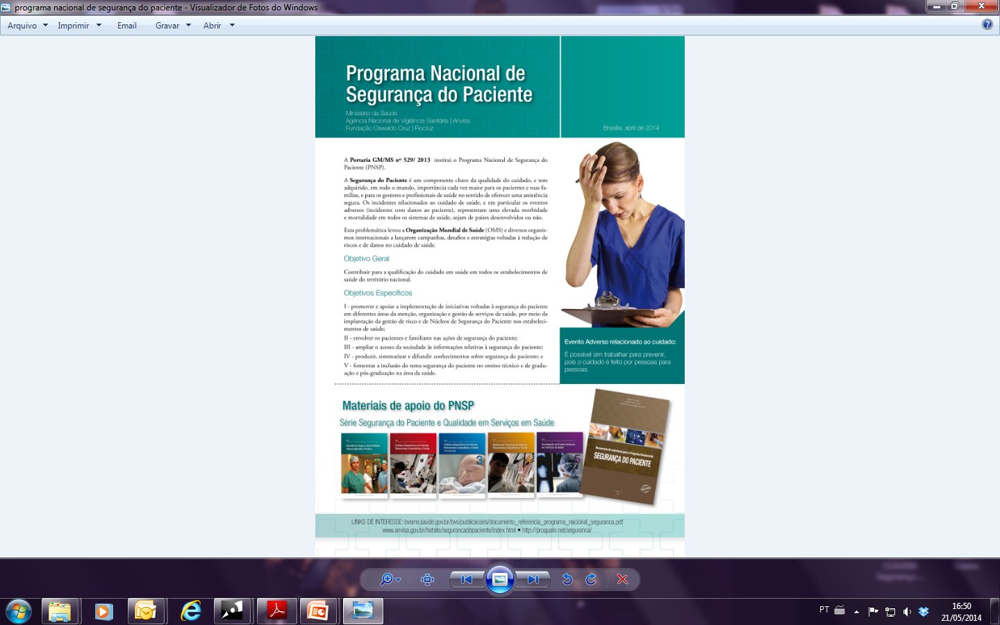 programa nacional de segurança do paciente - Visualizador de Fotos do Windows
Arquivo Imprimir Email Gravar Abrir
Programa Nacional de
Segurança do Paciente
Ministério da Saúde
Agência Nacional de Vigilância Sanitária | Anvisa
Fundação Oswaldo Cruz | Fiocruz
Brasília, abril de 2014
A Portaria GM/MS nº 529/ 2013 institui o Programa Nacional de Segurança do
Paciente (PNSP).
A Segurança do Paciente é um componente chave da qualidade do cuidado, e tem
adquirido, em todo o mundo, importância cada vez maior para os pacientes e suas fa-
mílias, e para os gestores e profissionais de saúde no sentido de oferecer uma assistência
segura. Os incidentes relacionados ao cuidado de saúde, e em particular os eventos
adversos (incidentes com danos ao paciente), representam uma elevada morbidade
e mortalidade em todos os sistemas de saúde, sejam de países desenvolvidos ou não.
Esta problemática levou a Organização Mundial de Saúde (OMS) e diversos organis-
mos internacionais a lançarem campanhas, desafios e estratégias voltadas à redução de
riscos e de danos no cuidado de saúde.
Objetivo Geral
Contribuir para a qualificação do cuidado em saúde em todos os estabelecimentos de
saúde do território nacional.
Objetivos Específicos
I - promover e apoiar a implementação de iniciativas voltadas à segurança do paciente
em diferentes áreas da atenção, organização e gestão de serviços de saúde, por meio da
implantação da gestão de risco e de Núcleos de Segurança do Paciente nos estabeleci-
mentos de saúde;
II - envolver os pacientes e familiares nas ações de segurança do paciente;
III - ampliar o acesso da sociedade às informações relativas à segurança do paciente;
IV - produzir, sistematizar e difundir conhecimentos sobre segurança do paciente; e
V - fomentar a inclusão do tema segurança do paciente no ensino técnico e de gradu-
ação e pós-graduação na área da saúde.
Evento Adverso relacionado ao cuidado:
É possível sim trabalhar para prevenir,
pois o cuidado é feito por pessoas para
pessoas.
Materiais de apoio do PNSP
Série Segurança do Paciente e Qualidade em Serviços em Saúde
2
3
5
Documento de referência para o Programa Nacional de
SEGURANÇA DO PACIENTE
LINKS DE INTERESSE: bvsms.saude.gov.br/bvs/publicacoes/documento_referencia_programa_nacional_seguranca.pdf
www.anvisa.gov.br/hotsite/segurancadopaciente/index.html • http://proqualis.net/seguranca/
PT
16:50
21/05/2014